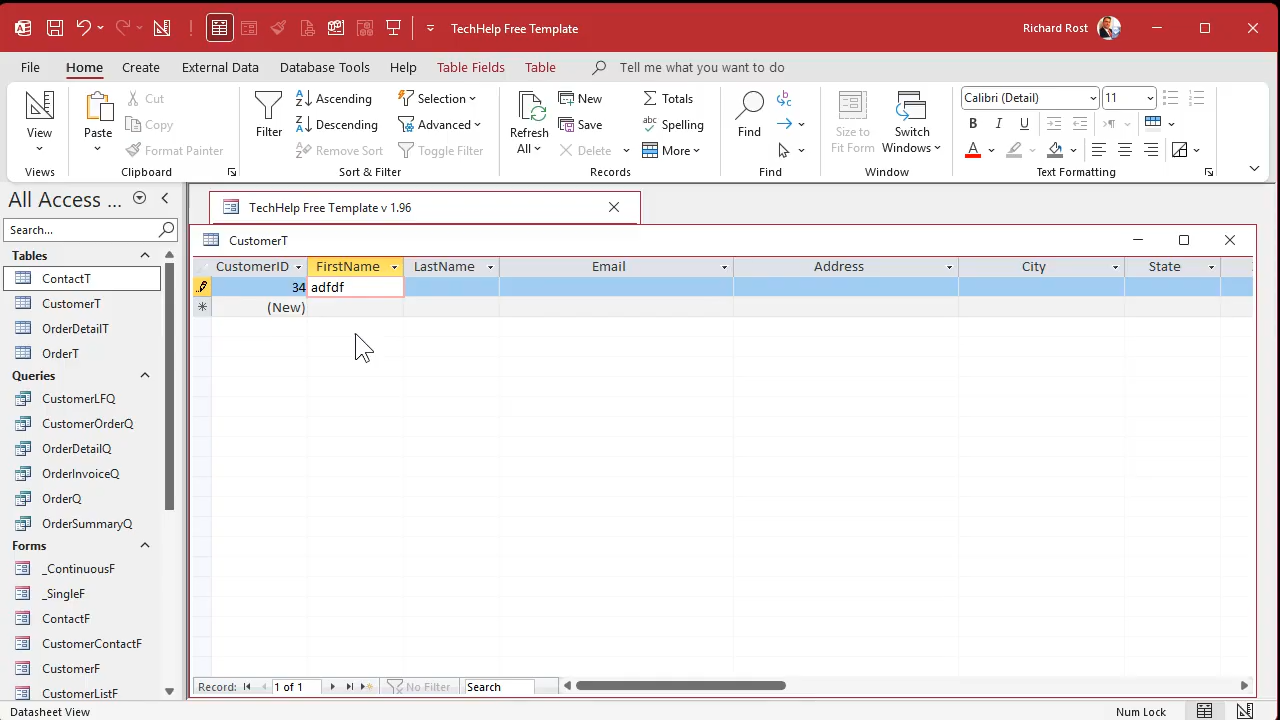 TechHelp Free Template
Richard Rost
File
Home
Create
External Data
Database Tools
Help
Table Fields
Table
Tell me what you want to do
View
Views
Paste
Cut
Copy
Format Painter
Clipboard
Filter
Ascending
Descending
Remove Sort
Selection
Advanced
Toggle Filter
Sort & Filter
Refresh
All
New
Save
Delete
Totals
Spelling
More
Records
Find
Find
Size to
Fit Form
Switch
Windows
Window
Calibri (Detail)
11
B I U
Text Formatting
All Access ...
Search...
Tables
ContactT
CustomerT
OrderDetailT
OrderT
Queries
CustomerLFQ
CustomerOrderQ
OrderDetailQ
OrderInvoiceQ
OrderQ
OrderSummaryQ
Forms
_ContinuousF
_SingleF
ContactF
CustomerContactF
CustomerF
CustomerListF
TechHelp Free Template v 1.96
CustomerT
CustomerID FirstName LastName Email Address City State
34 adfdf
(New)
Record: 1 of 1 No Filter Search
Datasheet View
Num Lock